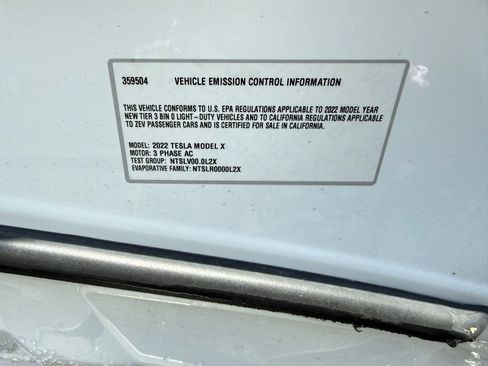 359504 VEHICLE EMISSION CONTROL INFORMATION
THIS VEHICLE CONFORMS TO U.S. EPA REGULATIONS APPLICABLE TO 2022 MODEL YEAR
NEW TIER 3 BIN 0 LIGHT-DUTY VEHICLES AND TO CALIFORNIA REGULATIONS APPLICABLE
TO ZEV PASSENGER CARS AND IS CERTIFIED FOR SALE IN CALIFORNIA.
MODEL: 2022 TESLA MODEL X
MOTOR: 3 PHASE AC
TEST GROUP: NTSLV00.0L2X
EVAPORATIVE FAMILY: NTSLR0000L2X